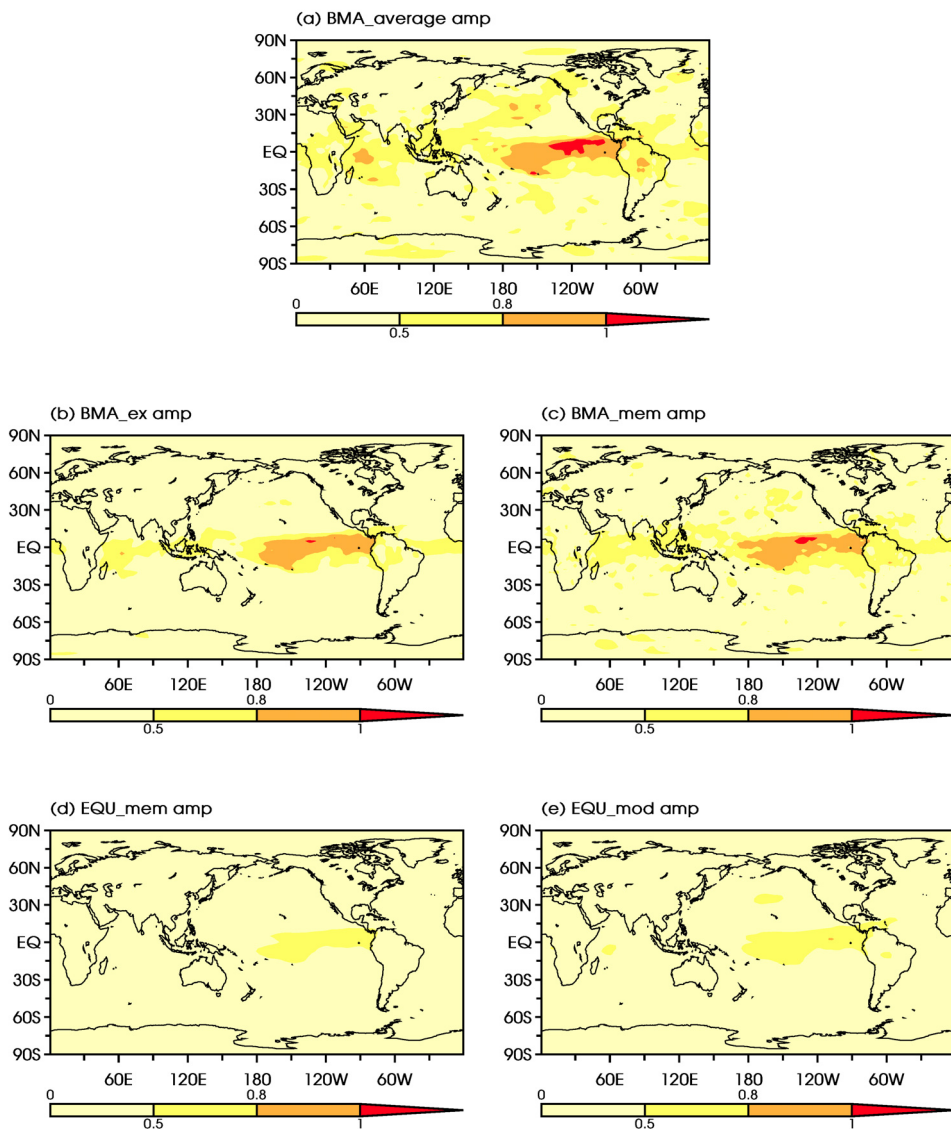 (a) BMA_average amp
90N
60N
30N
EQ
30S
60S
90S
60E 120E 180 120W 60W
0 0.8
0.5 1
(b) BMA_ex amp
90N
60N
30N
EQ
30S
60S
90S
60E 120E 180 120W 60W
0 0.8
0.5 1
(c) BMA_mem amp
90N
60N
30N
EQ
30S
60S
90S
60E 120E 180 120W 60W
0 0.8
0.5 1
(d) EQU_mem amp
90N
60N
30N
EQ
30S
60S
90S
60E 120E 180 120W 60W
0 0.8
0.5 1
(e) EQU_mod amp
90N
60N
30N
EQ
30S
60S
90S
60E 120E 180 120W 60W
0 0.8
0.5 1